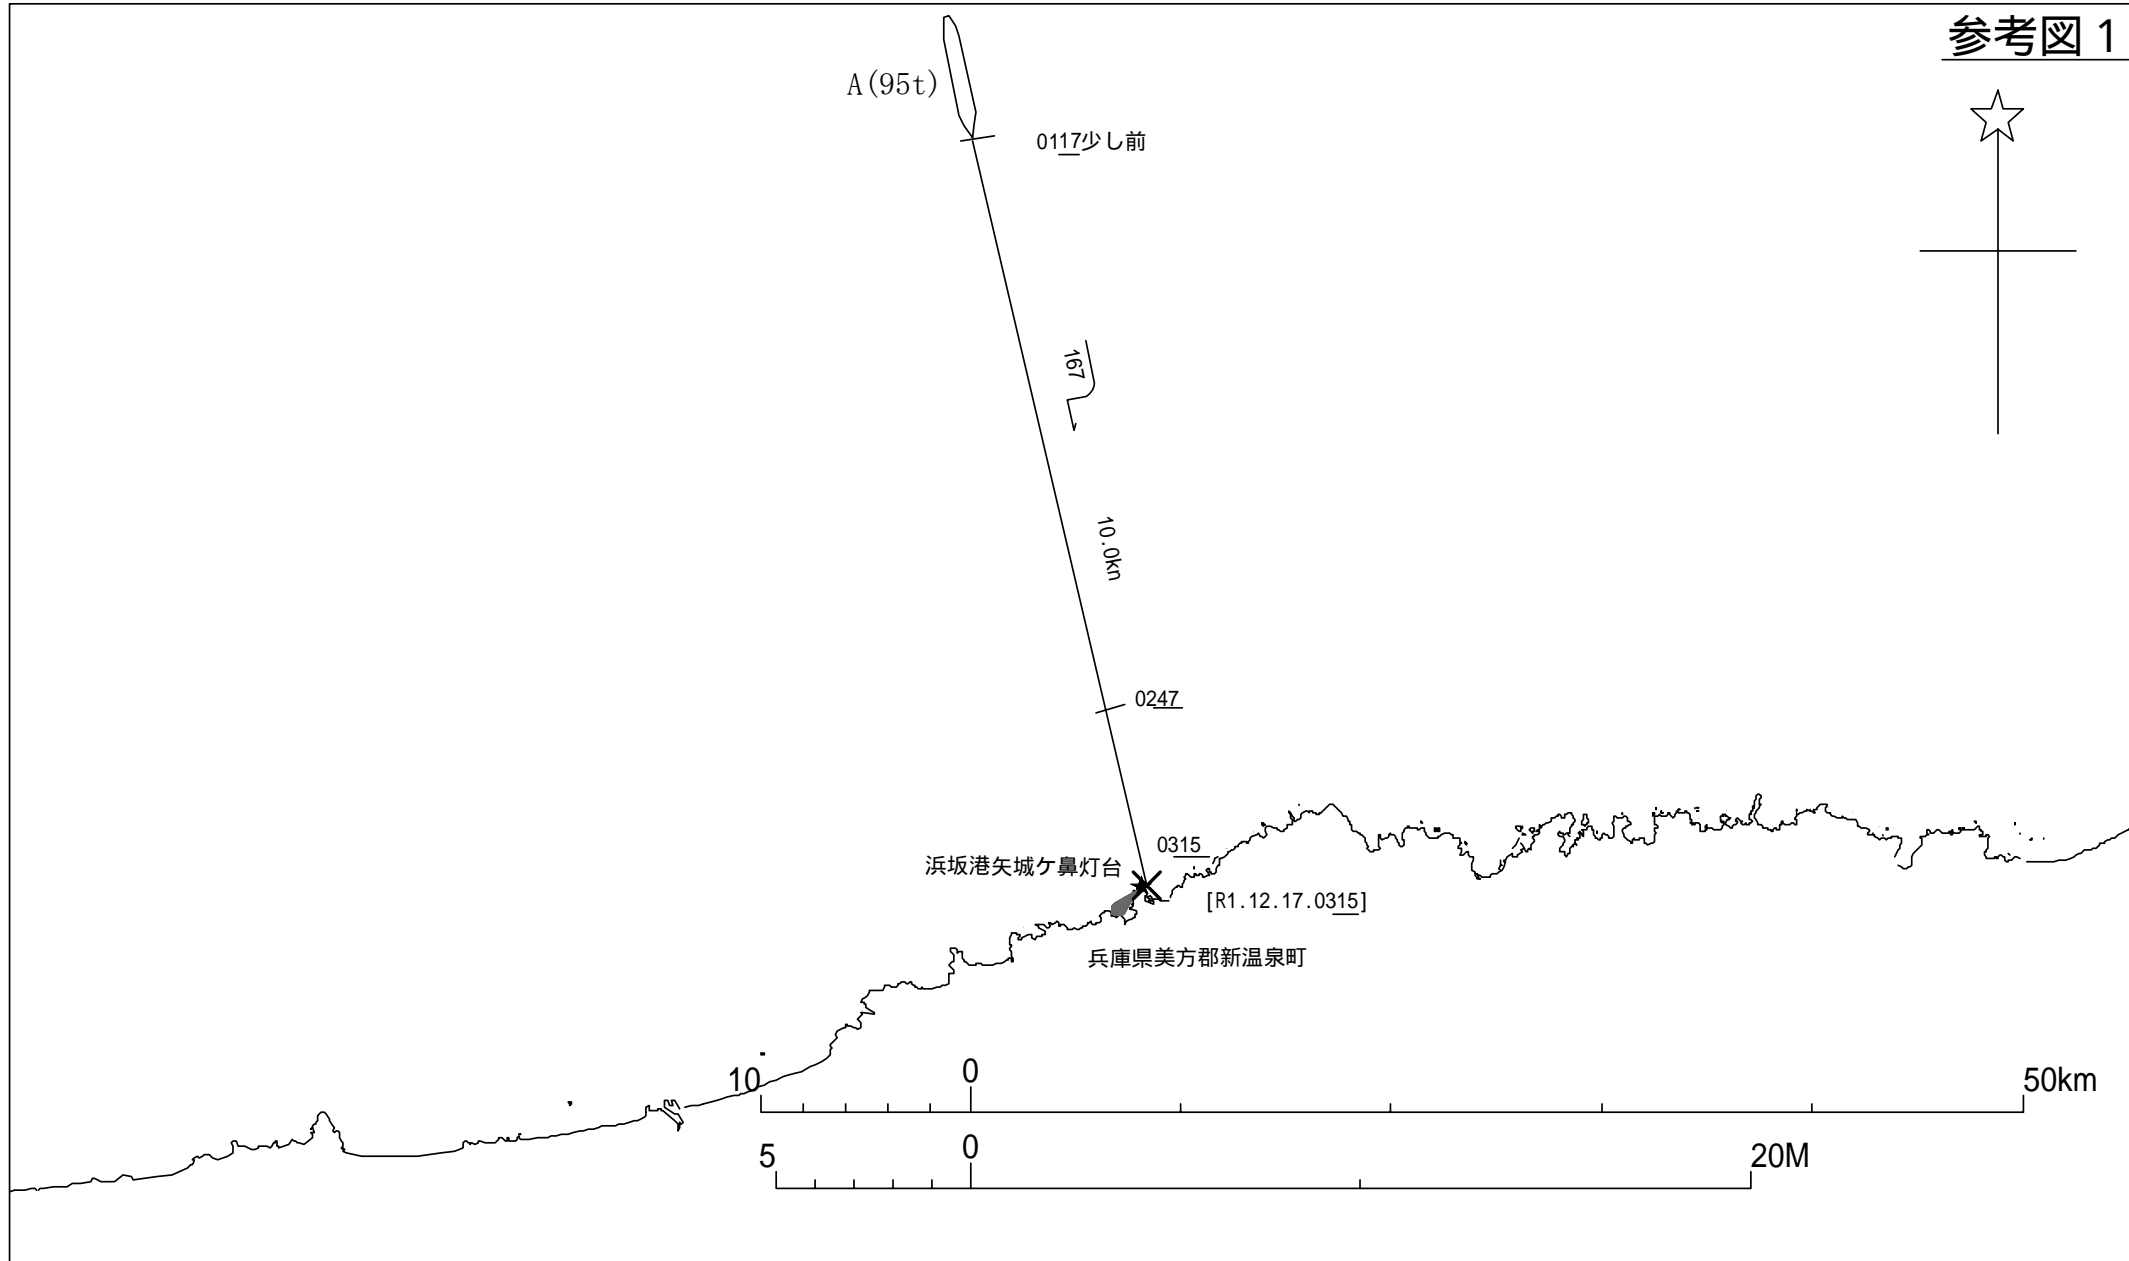 参考図1
A(95t)
0117少し前
167
10.0kn
0247
0315
浜坂港矢城ケ鼻灯台
[R1.12.17.0315]
兵庫県美方郡新温泉町
10 0 50km
5 0 20M